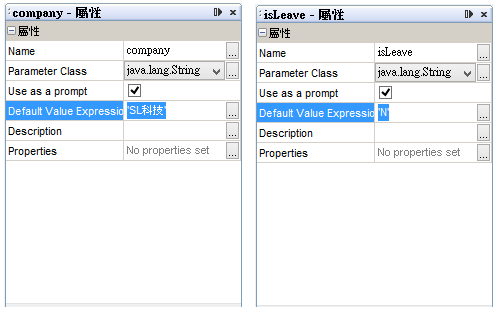 company - 屬性
屬性
Name company ...
Parameter Class java.lang.String ...
Use as a prompt
Default Value Expressio "SL科技" ...
Description ...
Properties No properties set ...
isLeave - 屬性
屬性
Name isLeave ...
Parameter Class java.lang.String ...
Use as a prompt
Default Value Expressio "N" ...
Description ...
Properties No properties set ...